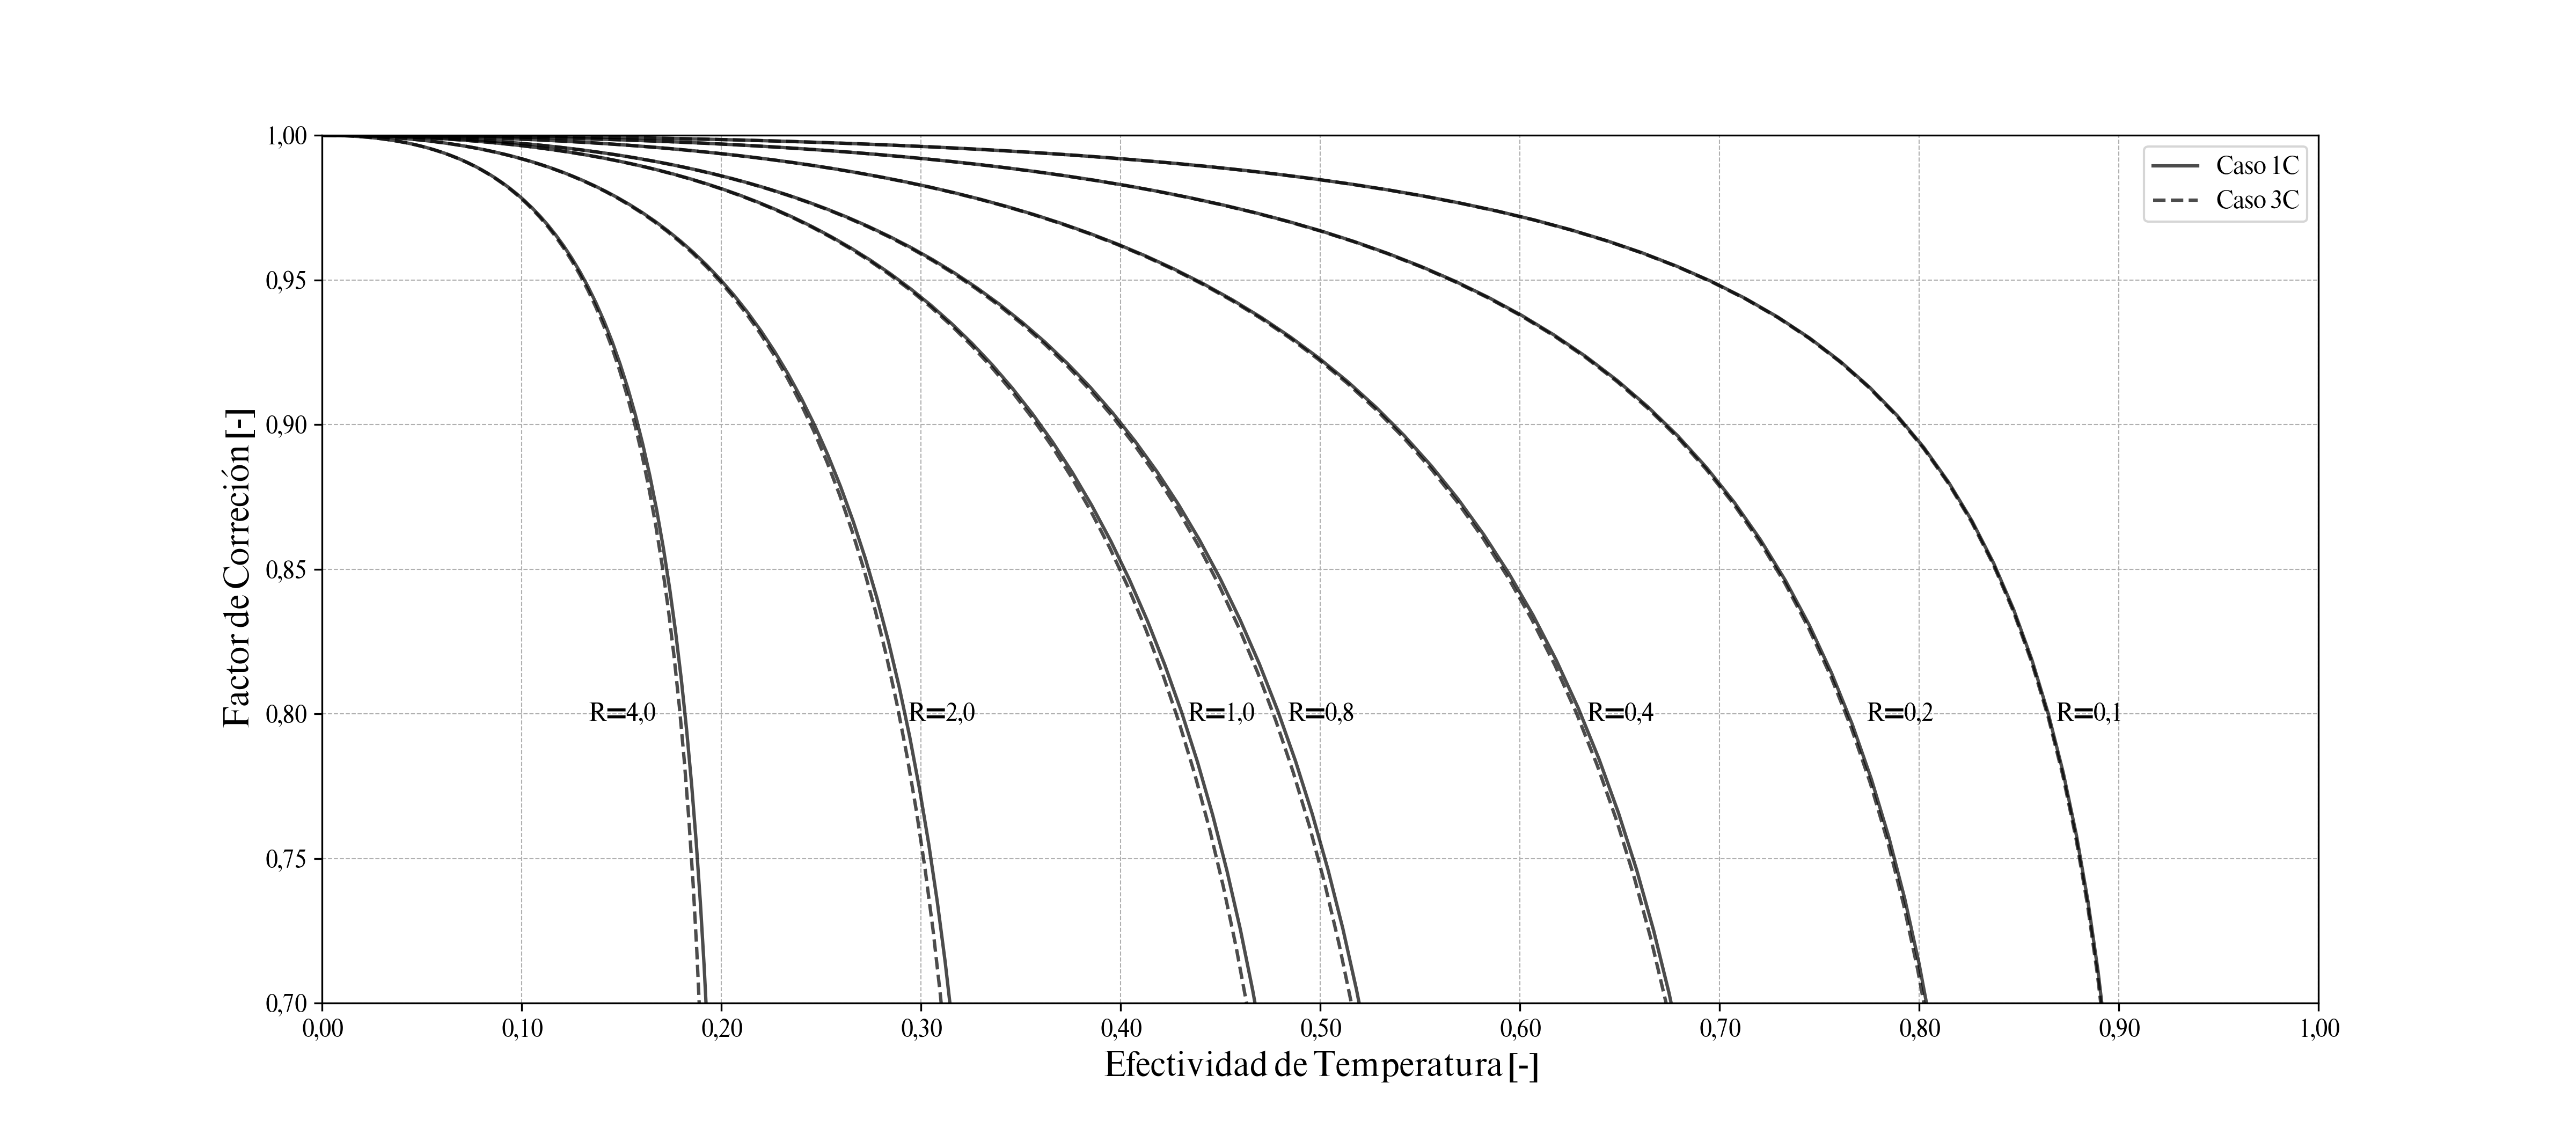 1,00
0,95
0,90
0,85
0,80
0,75
0,70
Factor de Correción [-]
Caso 1C
Caso 3C
R=4,0
R=2,0
R=1,0
R=0,8
R=0,4
R=0,2
R=0,1
0,00 0,10 0,20 0,30 0,40 0,50 0,60 0,70 0,80 0,90 1,00
Efectividad de Temperatura [-]